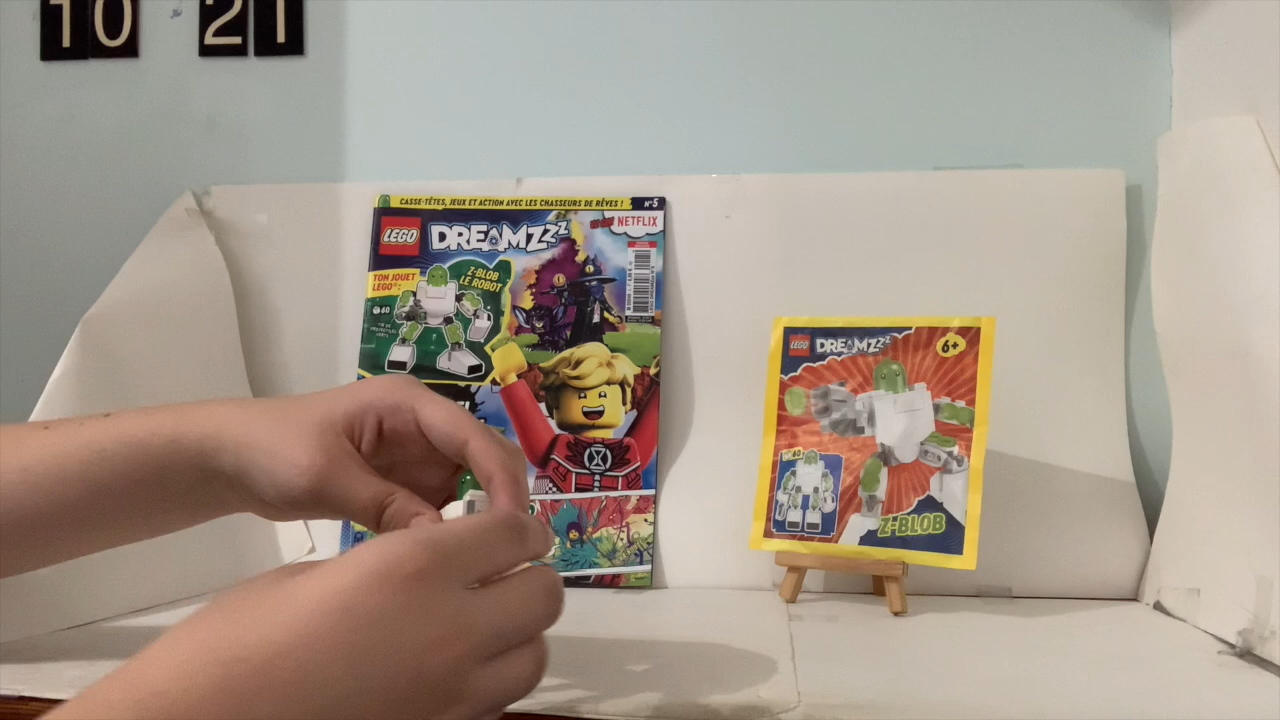 10 21
CASSE-TÊTES, JEUX ET ACTION AVEC LES CHASSEURS DE RÊVES !
N°5
LEGO
DREAMZzz
NETFLIX
TON JOUET
LEGO® :
Z-BLOB
LE ROBOT
60
LEGO
DREAMZzz
6+
60
Z-BLOB